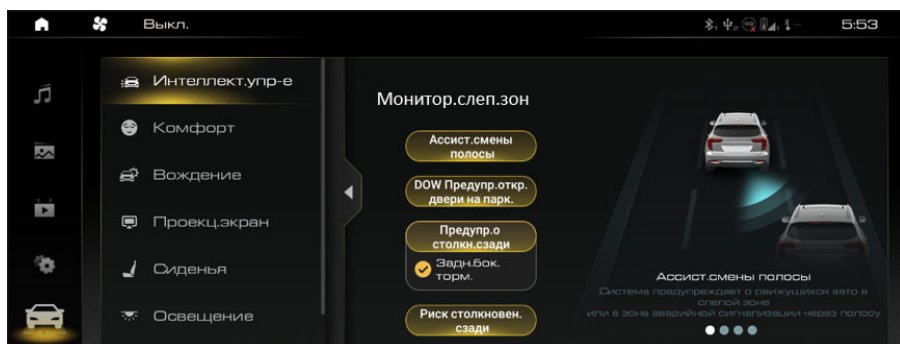 Выкл.
4G
5:53
Интеллект.упр-е
Комфорт
Вождение
Проекц.экран
Сиденья
Освещение
Монитор.слеп.зон
Ассист.смены
полосы
DOW Предупр.откр.
двери на парк.
Предупр.о
столкн.сзади
Задн.бок.
торм.
Риск столкновен.
сзади
Ассист.смены полосы
Система предупреждает о движущихся авто в
слепой зоне
или в зоне аварийной сигнализации через полосу